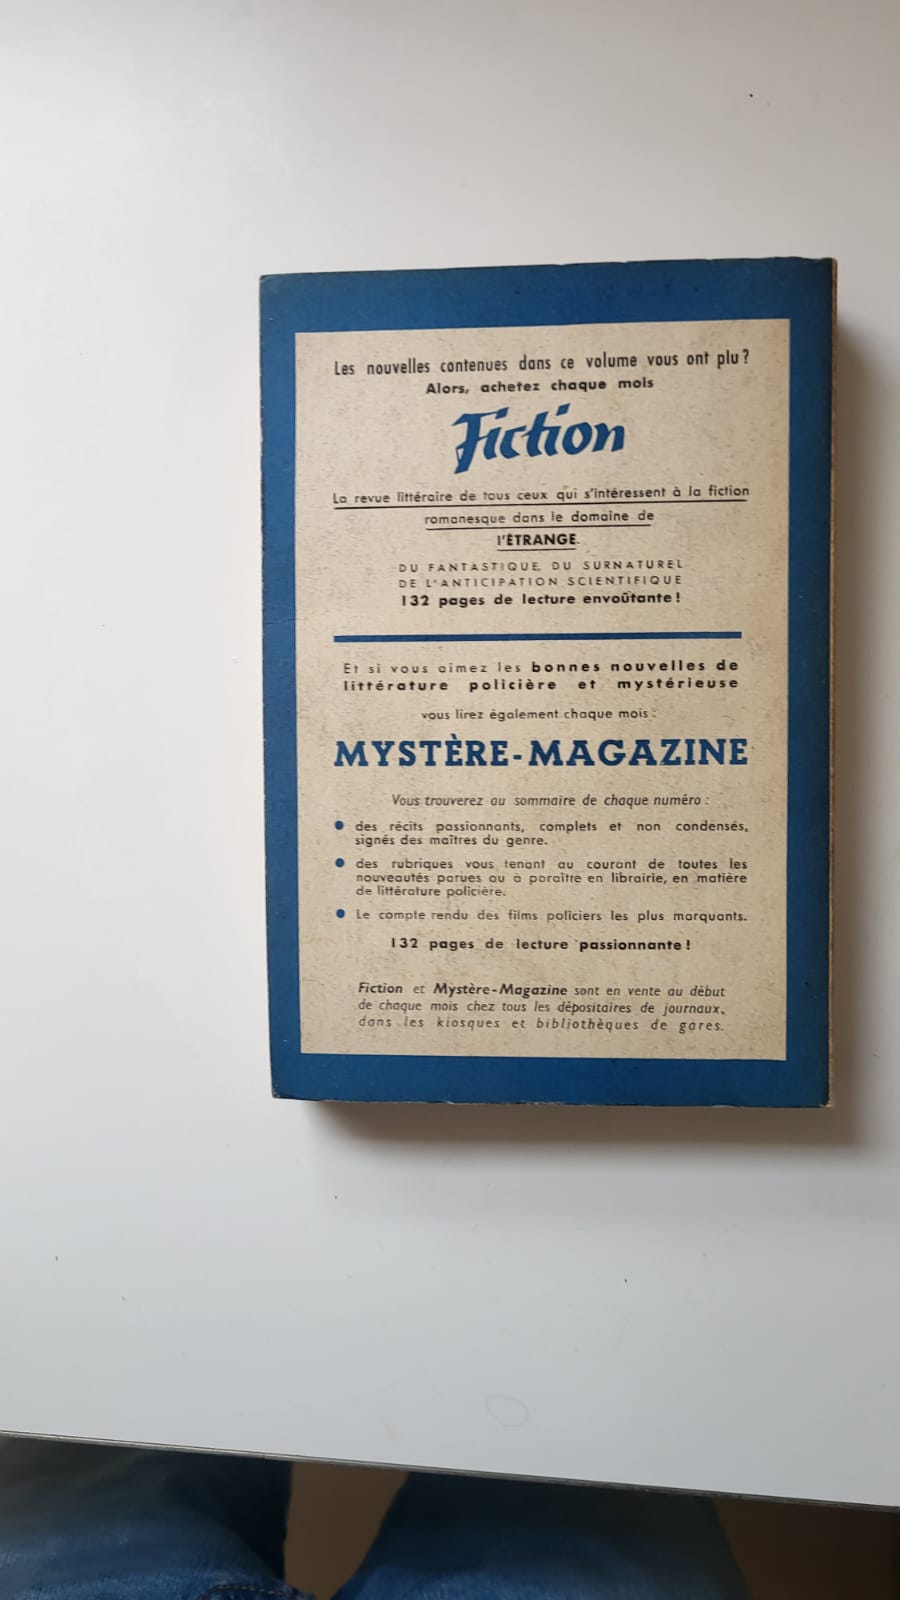 Les nouvelles contenues dans ce volume vous ont plu ?
Alors, achetez chaque mois
Fiction
La revue littéraire de tous ceux qui s'intéressent à la fiction
romanesque dans le domaine de
l'ÉTRANGE.
DU FANTASTIQUE, DU SURNATUREL
DE L'ANTICIPATION SCIENTIFIQUE
132 pages de lecture envoûtante !
Et si vous aimez les bonnes nouvelles de
littérature policière et mystérieuse
vous lirez également chaque mois :
MYSTÈRE-MAGAZINE
Vous trouverez au sommaire de chaque numéro :
● des récits passionnants, complets et non condensés,
signés des maîtres du genre.
● des rubriques vous tenant au courant de toutes les
nouveautés parues ou à paraître en librairie, en matière
de littérature policière.
● Le compte rendu des films policiers les plus marquants.
132 pages de lecture passionnante !
Fiction et Mystère-Magazine sont en vente au début
de chaque mois chez tous les dépositaires de journaux,
dans les kiosques et bibliothèques de gares.